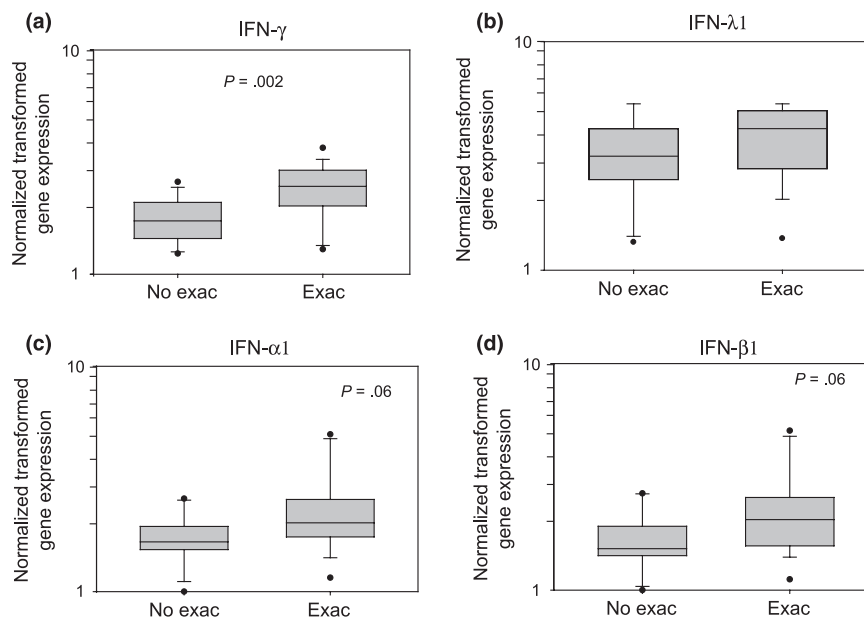 (a)
IFN-γ
Normalized transformed
gene expression
10
P = .002
1
No exac
Exac
(b)
IFN-λ1
Normalized transformed
gene expression
10
1
No exac
Exac
(c)
IFN-α1
Normalized transformed
gene expression
10
P = .06
1
No exac
Exac
(d)
IFN-β1
Normalized transformed
gene expression
10
P = .06
1
No exac
Exac